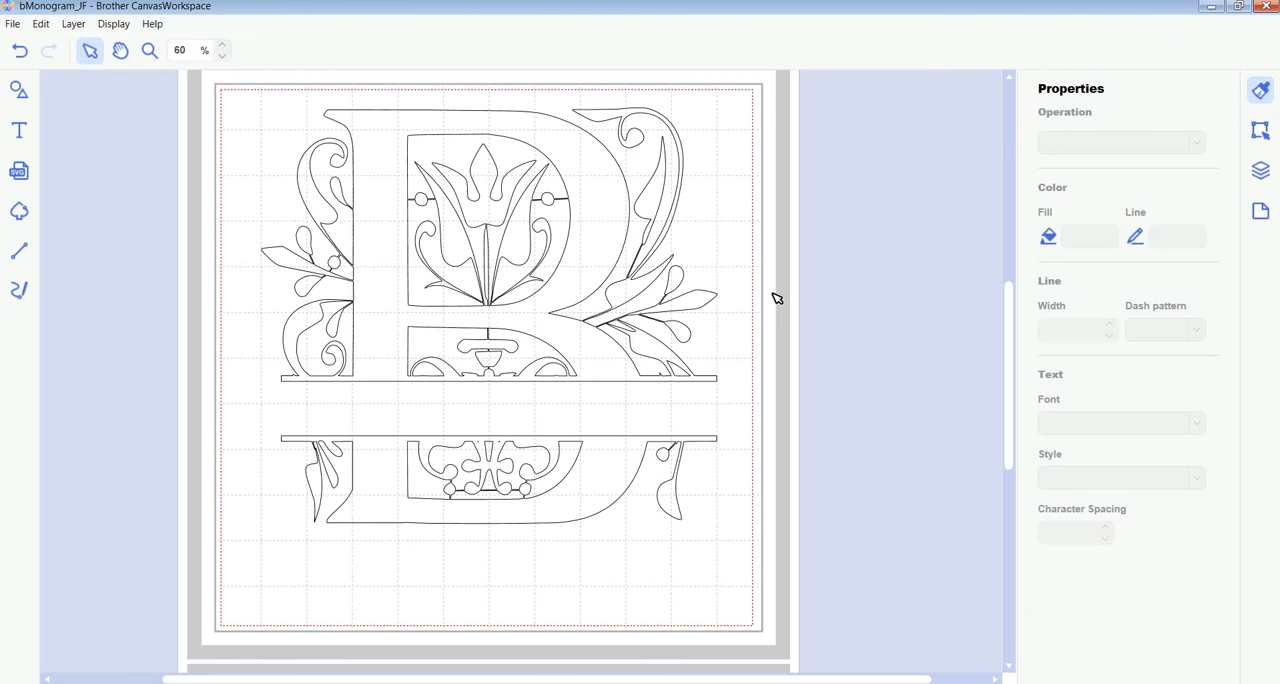 bMonogram_JF - Brother CanvasWorkspace
File Edit Layer Display Help
60 %
SVG
T
Properties
Operation
Color
Fill Line
Line
Width Dash pattern
Text
Font
Style
Character Spacing
B